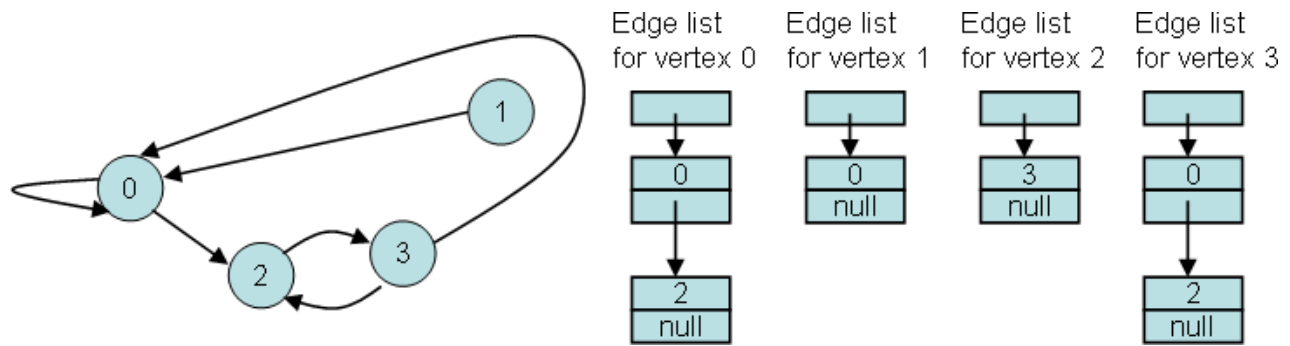 Edge list for vertex 0
Edge list for vertex 1
Edge list for vertex 2
Edge list for vertex 3
1
0
2
3
0
2
null
0
null
3
null
0
2
null